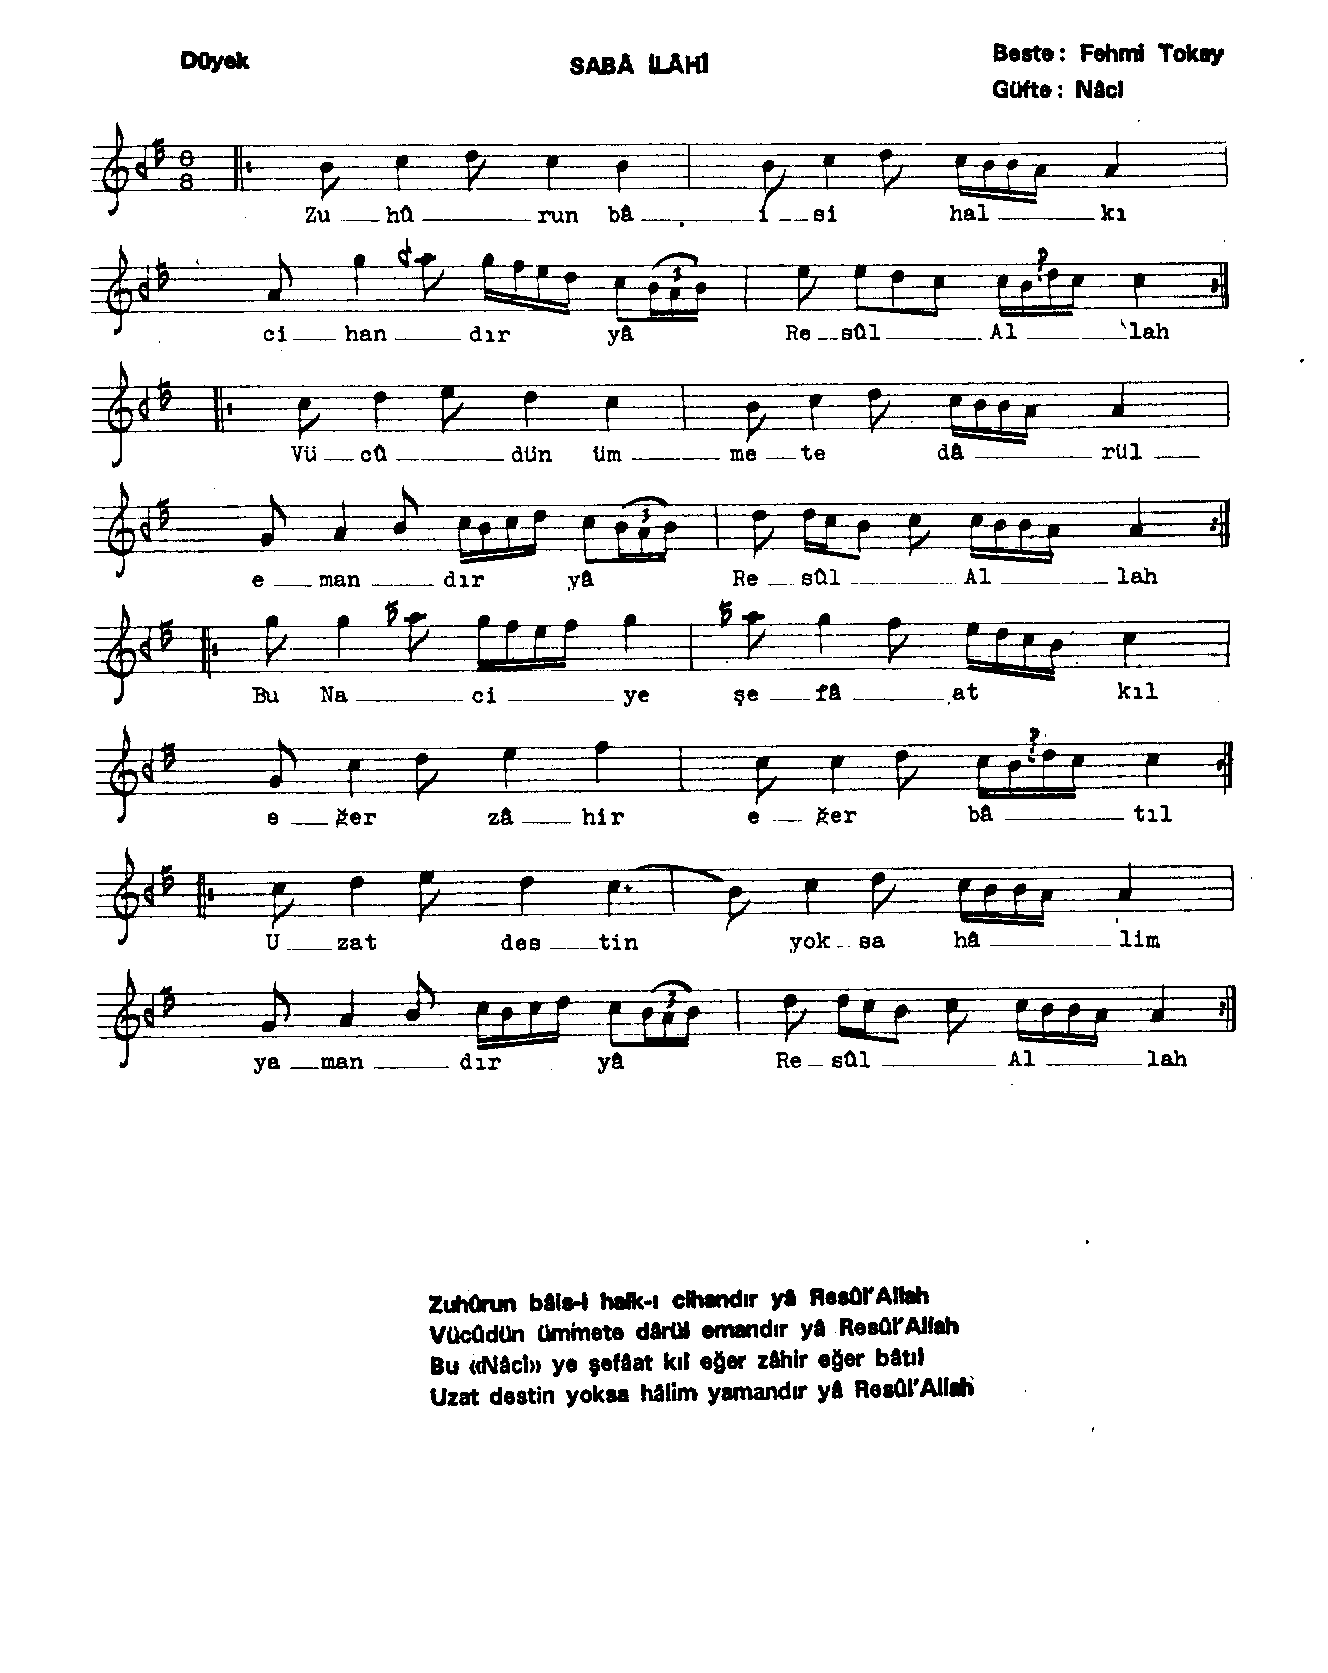 Dûyek
SABÂ İLÂHÎ
Beste : Fehmi Tokay
Güfte : Nâci
8
8
Zu hû run bâ i si hal kı
ci han dır yâ Re sûl Al lah
3
Vü cû dün üm me te dâ rül
e man dır yâ Re sûl Al lah
3
Bu Na ci ye şe fâ at kıl
e ğer zâ hir e ğer bâ tıl
U zat des tin yok sa hâ lim
ya man dır yâ Re sûl Al lah
3
Zuhûrun bâis-i halk-ı cihandır yâ Resûl'Allah
Vücûdün ümmete dârül emandır yâ Resûl'Allah
Bu «Nâci» ye şefâat kıl eğer zâhir eğer bâtıl
Uzat destin yoksa hâlim yamandır yâ Resûl'Allah